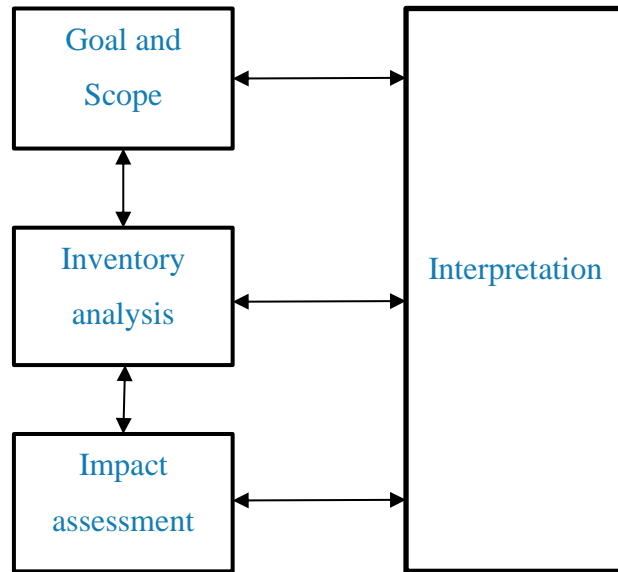 Goal and
Scope
Inventory
analysis
Interpretation
Impact
assessment